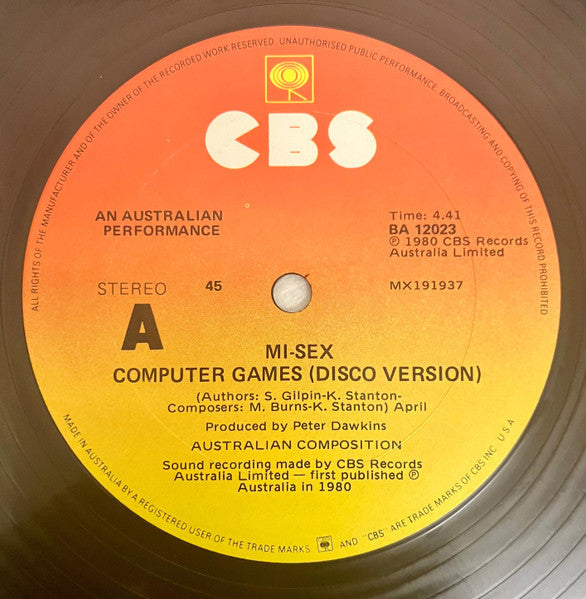 ALL RIGHTS OF THE MANUFACTURER AND OF THE OWNER OF THE RECORDED WORK RESERVED. UNAUTHORISED PUBLIC PERFORMANCE, BROADCASTING AND COPYING OF THIS RECORD PROHIBITED
CBS
AN AUSTRALIAN
PERFORMANCE
Time: 4.41
BA 12023
Ⓟ 1980 CBS Records
Australia Limited
STEREO 45
MX191937
A
MI-SEX
COMPUTER GAMES (DISCO VERSION)
(Authors: S. Gilpin-K. Stanton-
Composers: M. Burns-K. Stanton) April
Produced by Peter Dawkins
AUSTRALIAN COMPOSITION
Sound recording made by CBS Records
Australia Limited — first published Ⓟ
Australia in 1980
MADE IN AUSTRALIA BY A REGISTERED USER OF THE TRADE MARKS AND "CBS" ARE TRADE MARKS OF CBS INC. U S A